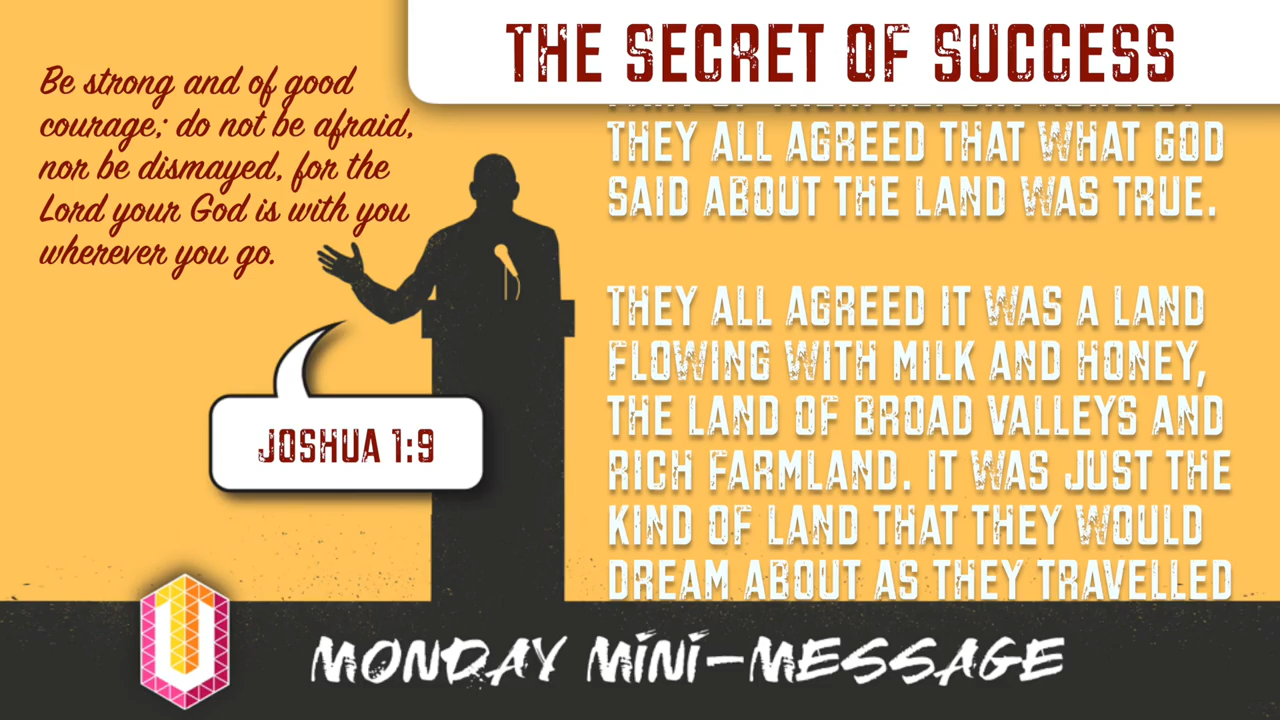 THE SECRET OF SUCCESS
Be strong and of good
courage; do not be afraid,
nor be dismayed, for the
Lord your God is with you
wherever you go.
JOSHUA 1:9
THEY ALL AGREED THAT WHAT GOD
SAID ABOUT THE LAND WAS TRUE.
THEY ALL AGREED IT WAS A LAND
FLOWING WITH MILK AND HONEY,
THE LAND OF BROAD VALLEYS AND
RICH FARMLAND. IT WAS JUST THE
KIND OF LAND THAT THEY WOULD
DREAM ABOUT AS THEY TRAVELLED
U
MONDAY MINI-MESSAGE